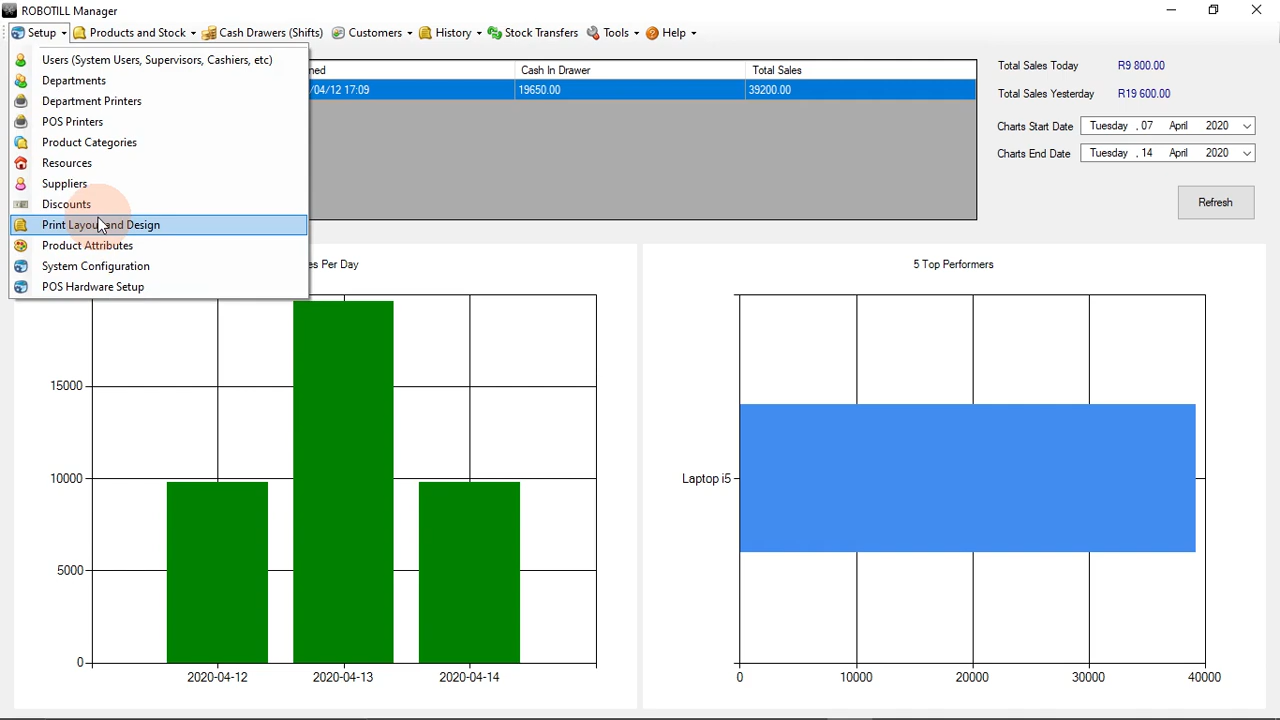 ROBOTILL Manager
Setup Products and Stock Cash Drawers (Shifts) Customers History Stock Transfers Tools Help
Users (System Users, Supervisors, Cashiers, etc)
Departments
Department Printers
POS Printers
Product Categories
Resources
Suppliers
Discounts
Print Layout and Design
Product Attributes
System Configuration
POS Hardware Setup
ned Cash In Drawer Total Sales
/04/12 17:09 19650.00 39200.00
Total Sales Today R9 800.00
Total Sales Yesterday R19 600.00
Charts Start Date Tuesday , 07 April 2020
Charts End Date Tuesday , 14 April 2020
Refresh
es Per Day
15000
10000
5000
0
2020-04-12 2020-04-13 2020-04-14
5 Top Performers
Laptop i5
0 10000 20000 30000 40000